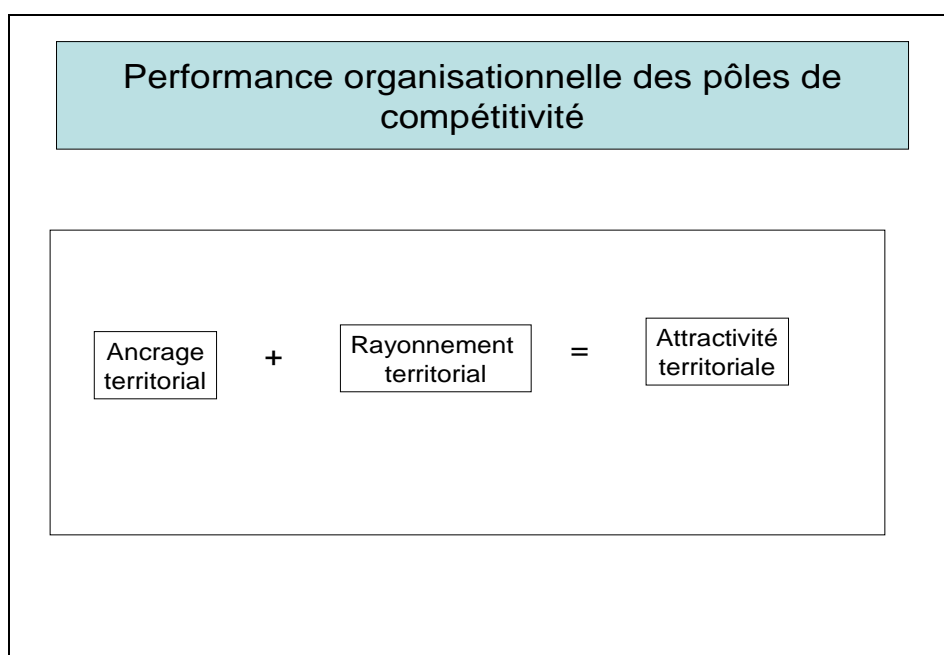 Performance organisationnelle des pôles de
compétitivité
Ancrage
territorial
+
Rayonnement
territorial
=
Attractivité
territoriale